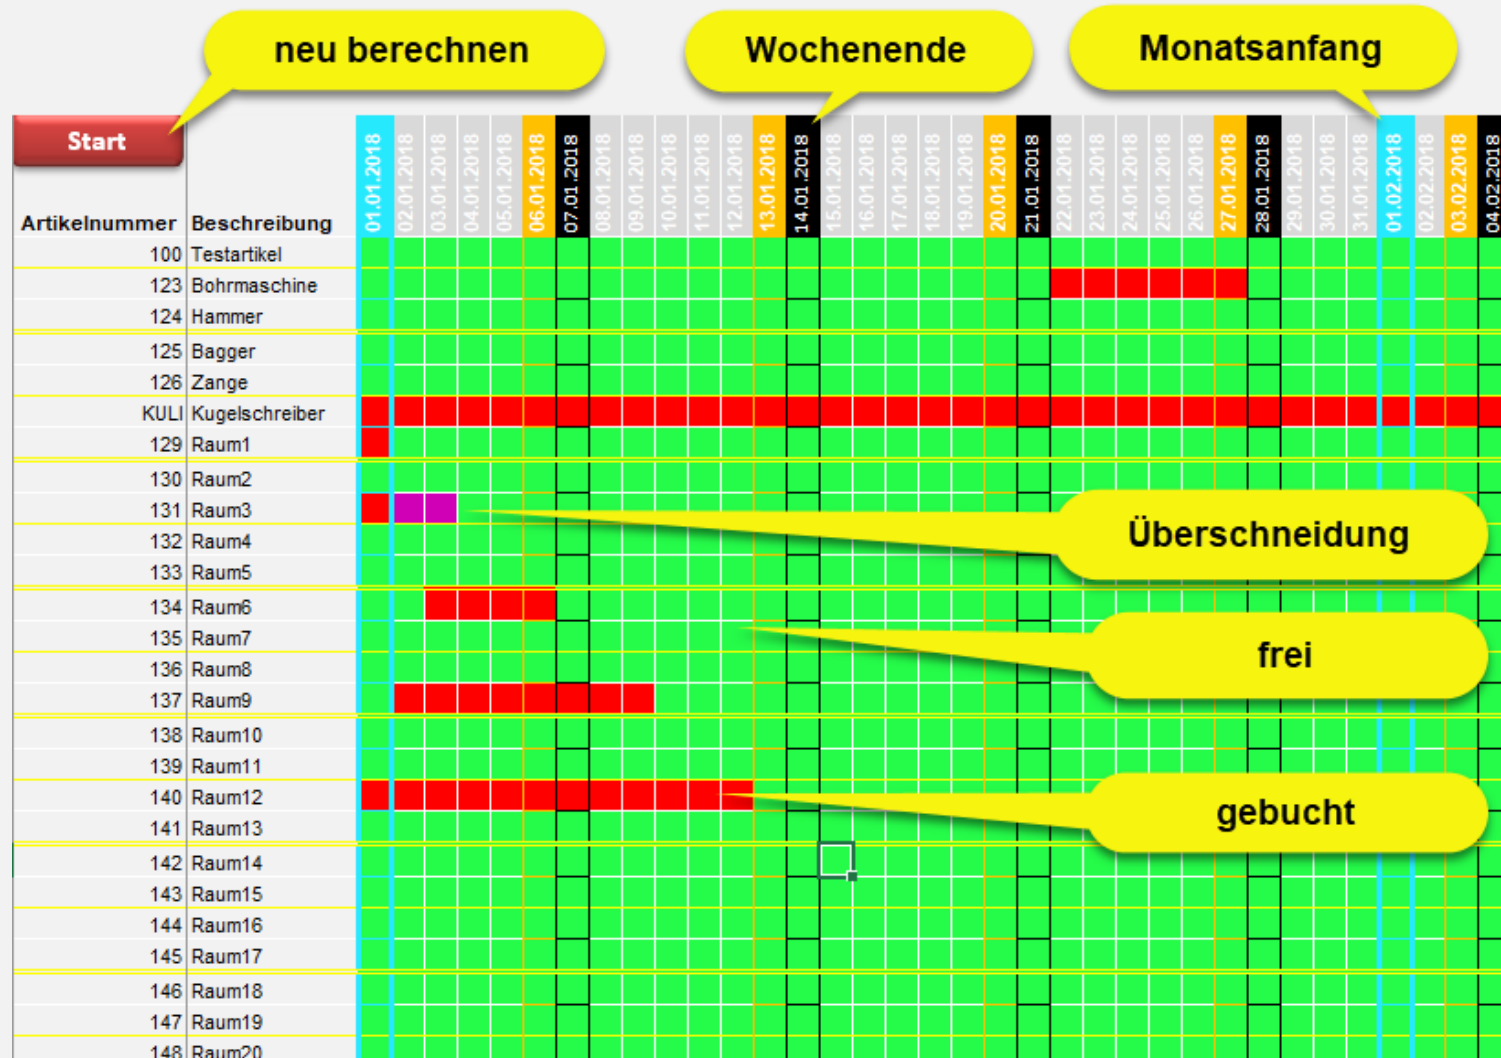 neu berechnen
Wochenende
Monatsanfang
Start
Artikelnummer Beschreibung 01.01.2018 02.01.2018 03.01.2018 04.01.2018 05.01.2018 06.01.2018 07.01.2018 08.01.2018 09.01.2018 10.01.2018 11.01.2018 12.01.2018 13.01.2018 14.01.2018 15.01.2018 16.01.2018 17.01.2018 18.01.2018 19.01.2018 20.01.2018 21.01.2018 22.01.2018 23.01.2018 24.01.2018 25.01.2018 26.01.2018 27.01.2018 28.01.2018 29.01.2018 30.01.2018 31.01.2018 01.02.2018 02.02.2018 03.02.2018 04.02.2018
100 Testartikel
123 Bohrmaschine
124 Hammer
125 Bagger
126 Zange
KULI Kugelschreiber
129 Raum1
130 Raum2
131 Raum3
Überschneidung
132 Raum4
133 Raum5
134 Raum6
135 Raum7
frei
136 Raum8
137 Raum9
138 Raum10
139 Raum11
140 Raum12
gebucht
141 Raum13
142 Raum14
143 Raum15
144 Raum16
145 Raum17
146 Raum18
147 Raum19
148 Raum20